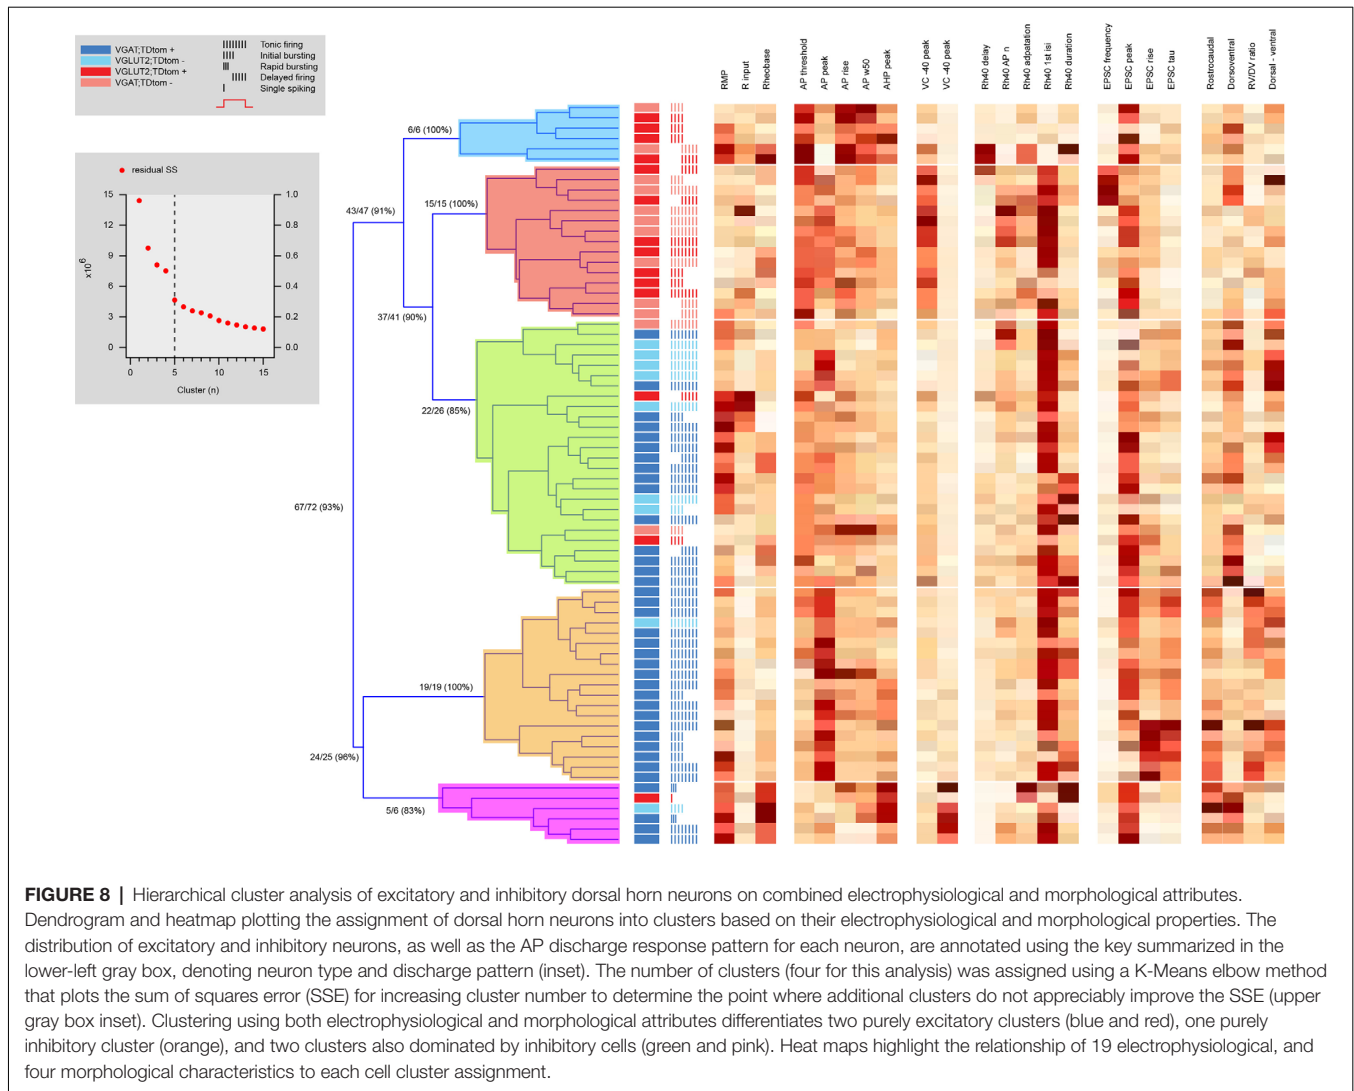 VGAT;TDtom +
VGLUT2;TDtom -
VGLUT2;TDtom +
VGAT;TDtom -
Tonic firing
Initial bursting
Rapid bursting
Delayed firing
Single spiking
RMP
R input
Rheobase
AP threshold
AP peak
AP rise
AP w50
AHP peak
VC -40 peak
VC -40 peak
Rh40 delay
Rh40 AP n
Rh40 adpatation
Rh40 1st isi
Rh40 duration
EPSC frequency
EPSC peak
EPSC rise
EPSC tau
Rostrocaudal
Dorsoventral
RV/DV ratio
Dorsal - ventral
residual SS
15
12
9
6
3
0
x10⁶
1.0
0.8
0.6
0.4
0.2
0.0
0
5
10
15
Cluster (n)
6/6 (100%)
43/47 (91%)
15/15 (100%)
37/41 (90%)
22/26 (85%)
67/72 (93%)
19/19 (100%)
24/25 (96%)
5/6 (83%)
FIGURE 8 | Hierarchical cluster analysis of excitatory and inhibitory dorsal horn neurons on combined electrophysiological and morphological attributes.
Dendrogram and heatmap plotting the assignment of dorsal horn neurons into clusters based on their electrophysiological and morphological properties. The
distribution of excitatory and inhibitory neurons, as well as the AP discharge response pattern for each neuron, are annotated using the key summarized in the
lower-left gray box, denoting neuron type and discharge pattern (inset). The number of clusters (four for this analysis) was assigned using a K-Means elbow method
that plots the sum of squares error (SSE) for increasing cluster number to determine the point where additional clusters do not appreciably improve the SSE (upper
gray box inset). Clustering using both electrophysiological and morphological attributes differentiates two purely excitatory clusters (blue and red), one purely
inhibitory cluster (orange), and two clusters also dominated by inhibitory cells (green and pink). Heat maps highlight the relationship of 19 electrophysiological, and
four morphological characteristics to each cell cluster assignment.